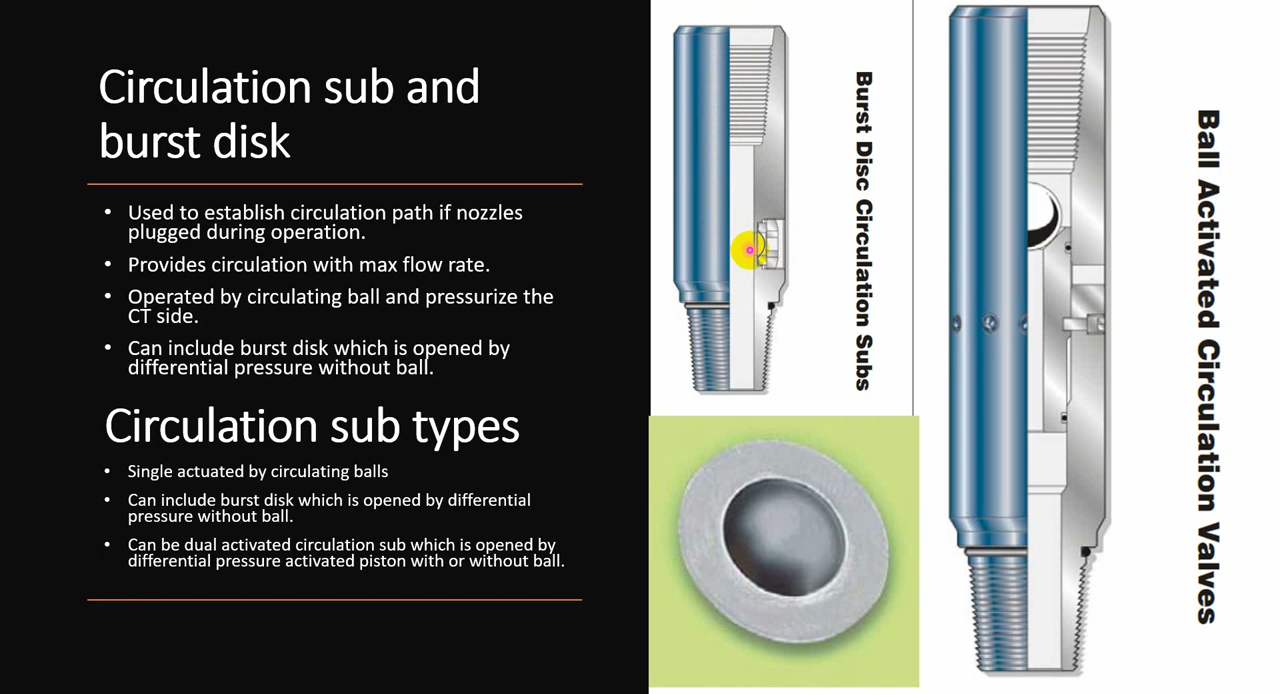 Circulation sub and
burst disk
• Used to establish circulation path if nozzles
plugged during operation.
• Provides circulation with max flow rate.
• Operated by circulating ball and pressurize the
CT side.
• Can include burst disk which is opened by
differential pressure without ball.
Circulation sub types
• Single actuated by circulating balls
• Can include burst disk which is opened by differential
pressure without ball.
• Can be dual activated circulation sub which is opened by
differential pressure activated piston with or without ball.
Burst Disc Circulation Subs
Ball Activated Circulation Valves